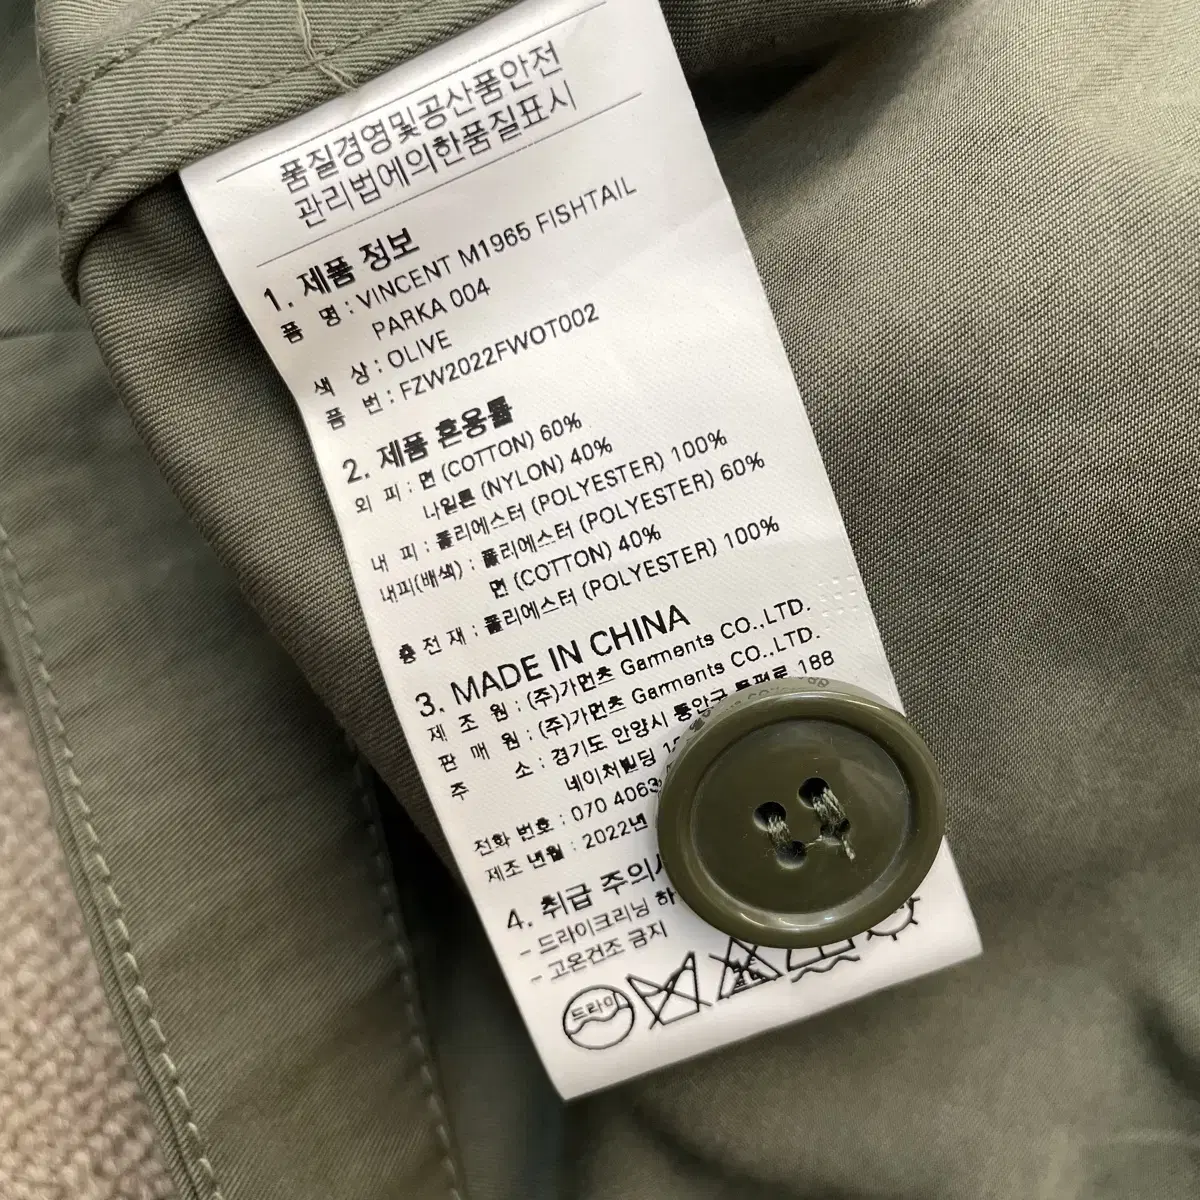 품질경영및공산품안전
관리법에의한품질표시
1. 제품 정보
품 명 : VINCENT M1965 FISHTAIL
PARKA 004
색 상 : OLIVE
품 번 : FZW2022FWOT002
2. 제품 혼용률
외 피 : 면 (COTTON) 60%
나일론 (NYLON) 40%
내 피 : 폴리에스터 (POLYESTER) 100%
내피(배색) : 폴리에스터 (POLYESTER) 60%
면 (COTTON) 40%
충 전 재 : 폴리에스터 (POLYESTER) 100%
3. MADE IN CHINA
제 조 원 : (주)가먼츠 Garments CO.,LTD.
판 매 원 : (주)가먼츠 Garments CO.,LTD.
주 소 : 경기도 안양시 동안구 188
네이처빌딩
전화 번호 : 070 4063
제조 년월 : 2022년
4. 취급 주의
- 드라이크리닝
- 고온건조 금지
드라이